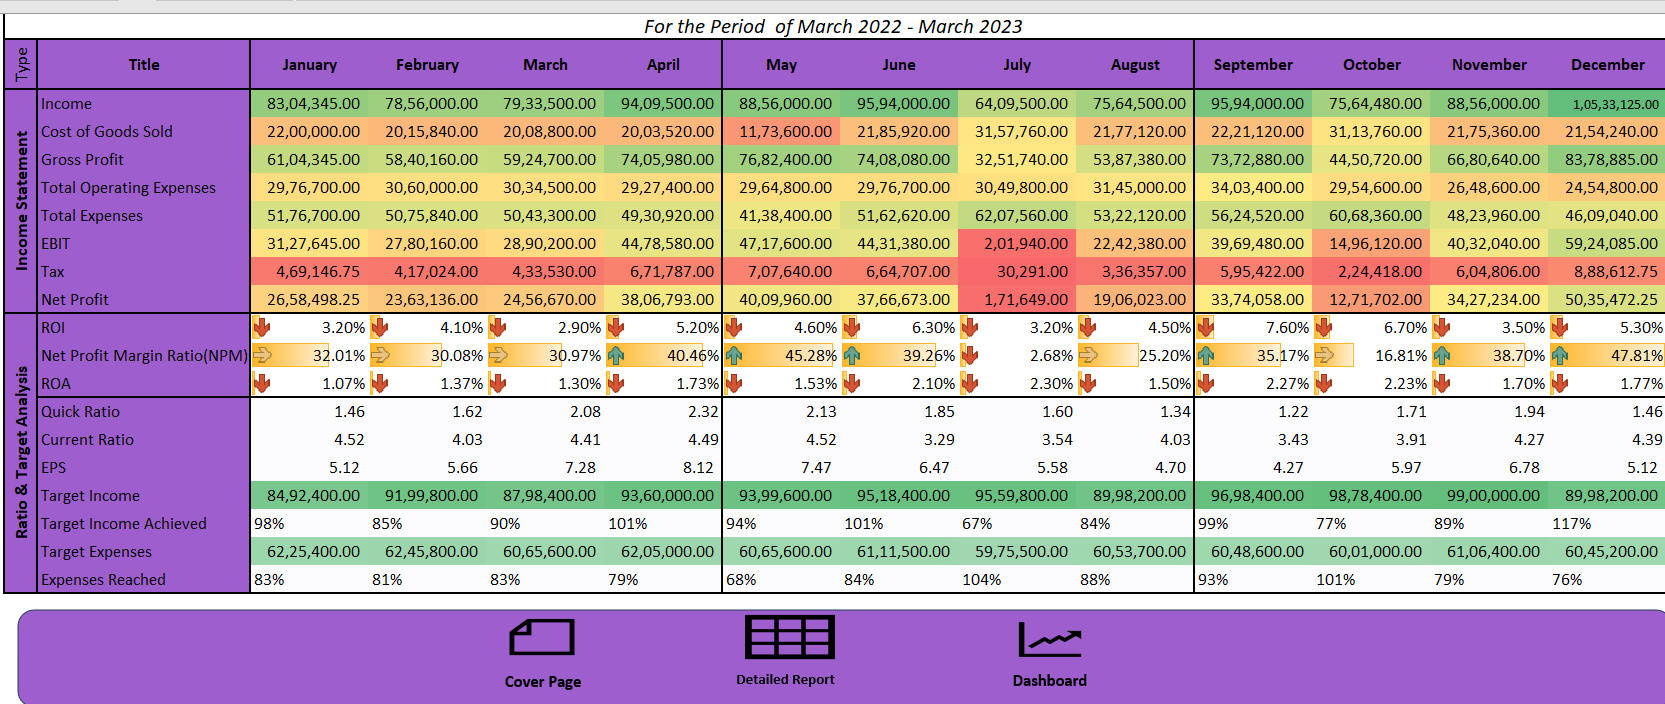 For the Period  of March 2022 - March 2023
Type Title January February March April May June July August September October November December
Income Statement
Income 83,04,345.00 78,56,000.00 79,33,500.00 94,09,500.00 88,56,000.00 95,94,000.00 64,09,500.00 75,64,500.00 95,94,000.00 75,64,480.00 88,56,000.00 1,05,33,125.00
Cost of Goods Sold 22,00,000.00 20,15,840.00 20,08,800.00 20,03,520.00 11,73,600.00 21,85,920.00 31,57,760.00 21,77,120.00 22,21,120.00 31,13,760.00 21,75,360.00 21,54,240.00
Gross Profit 61,04,345.00 58,40,160.00 59,24,700.00 74,05,980.00 76,82,400.00 74,08,080.00 32,51,740.00 53,87,380.00 73,72,880.00 44,50,720.00 66,80,640.00 83,78,885.00
Total Operating Expenses 29,76,700.00 30,60,000.00 30,34,500.00 29,27,400.00 29,64,800.00 29,76,700.00 30,49,800.00 31,45,000.00 34,03,400.00 29,54,600.00 26,48,600.00 24,54,800.00
Total Expenses 51,76,700.00 50,75,840.00 50,43,300.00 49,30,920.00 41,38,400.00 51,62,620.00 62,07,560.00 53,22,120.00 56,24,520.00 60,68,360.00 48,23,960.00 46,09,040.00
EBIT 31,27,645.00 27,80,160.00 28,90,200.00 44,78,580.00 47,17,600.00 44,31,380.00 2,01,940.00 22,42,380.00 39,69,480.00 14,96,120.00 40,32,040.00 59,24,085.00
Tax 4,69,146.75 4,17,024.00 4,33,530.00 6,71,787.00 7,07,640.00 6,64,707.00 30,291.00 3,36,357.00 5,95,422.00 2,24,418.00 6,04,806.00 8,88,612.75
Net Profit 26,58,498.25 23,63,136.00 24,56,670.00 38,06,793.00 40,09,960.00 37,66,673.00 1,71,649.00 19,06,023.00 33,74,058.00 12,71,702.00 34,27,234.00 50,35,472.25
Ratio & Target Analysis
ROI 3.20% 4.10% 2.90% 5.20% 4.60% 6.30% 3.20% 4.50% 7.60% 6.70% 3.50% 5.30%
Net Profit Margin Ratio(NPM) 32.01% 30.08% 30.97% 40.46% 45.28% 39.26% 2.68% 25.20% 35.17% 16.81% 38.70% 47.81%
ROA 1.07% 1.37% 1.30% 1.73% 1.53% 2.10% 2.30% 1.50% 2.27% 2.23% 1.70% 1.77%
Quick Ratio 1.46 1.62 2.08 2.32 2.13 1.85 1.60 1.34 1.22 1.71 1.94 1.46
Current Ratio 4.52 4.03 4.41 4.49 4.52 3.29 3.54 4.03 3.43 3.91 4.27 4.39
EPS 5.12 5.66 7.28 8.12 7.47 6.47 5.58 4.70 4.27 5.97 6.78 5.12
Target Income 84,92,400.00 91,99,800.00 87,98,400.00 93,60,000.00 93,99,600.00 95,18,400.00 95,59,800.00 89,98,200.00 96,98,400.00 98,78,400.00 99,00,000.00 89,98,200.00
Target Income Achieved 98% 85% 90% 101% 94% 101% 67% 84% 99% 77% 89% 117%
Target Expenses 62,25,400.00 62,45,800.00 60,65,600.00 62,05,000.00 60,65,600.00 61,11,500.00 59,75,500.00 60,53,700.00 60,48,600.00 60,01,000.00 61,06,400.00 60,45,200.00
Expenses Reached 83% 81% 83% 79% 68% 84% 104% 88% 93% 101% 79% 76%
Cover Page Detailed Report Dashboard